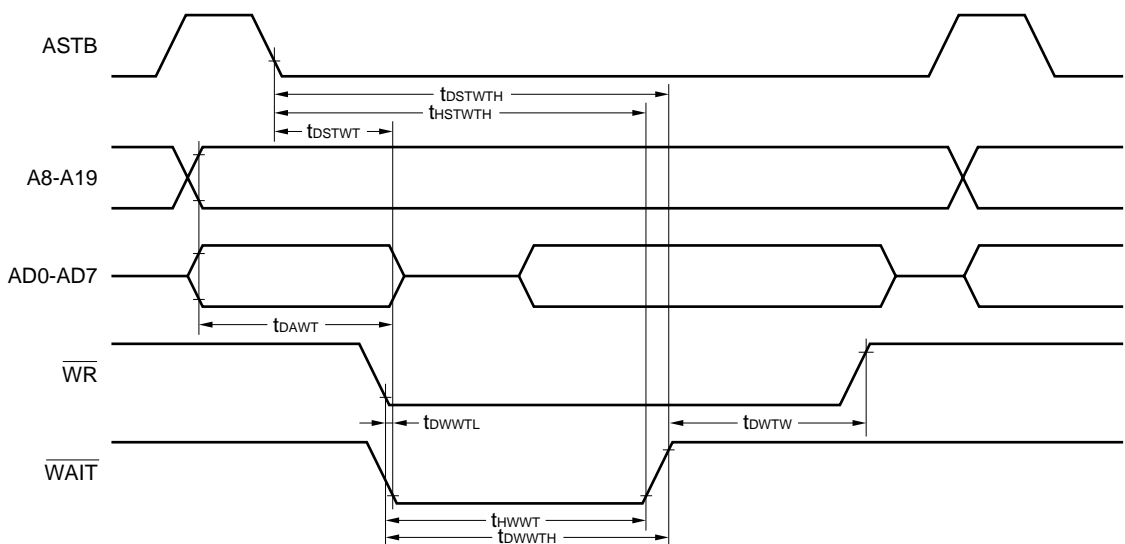 ASTB
tDSTWTH
tHSTWTH
tDSTWT
A8-A19
AD0-AD7
tDAWT
WR
tDWWTL
tDWTW
WAIT
tHWWT
tDWWTH